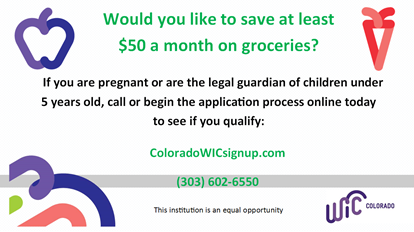 Would you like to save at least
$50 a month on groceries?
If you are pregnant or are the legal guardian of children under
5 years old, call or begin the application process online today
to see if you qualify:
ColoradoWICsignup.com
(303) 602-6550
This institution is an equal opportunity
WIC COLORADO